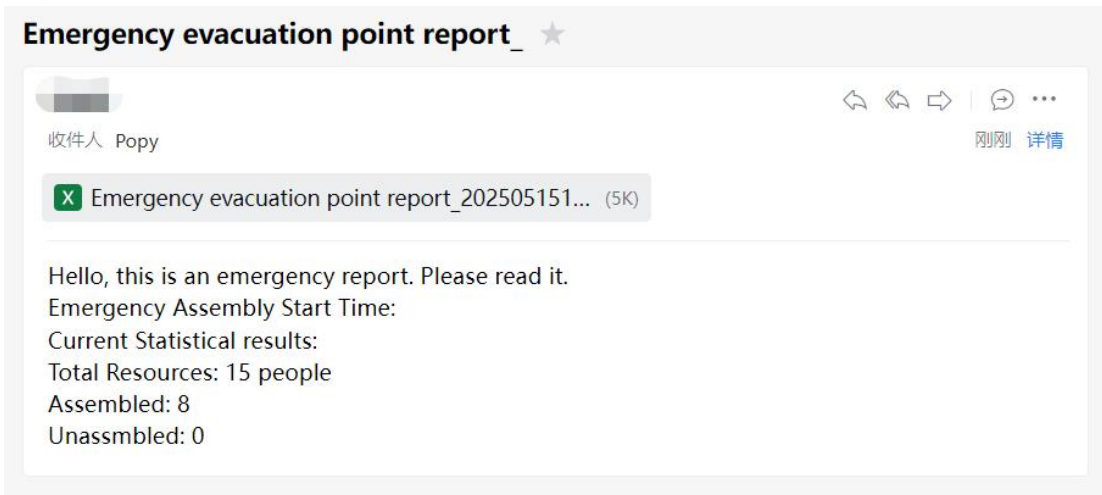 Emergency evacuation point report_
收件人 Popy
刚刚 详情
Emergency evacuation point report_202505151... (5K)
Hello, this is an emergency report. Please read it.
Emergency Assembly Start Time:
Current Statistical results:
Total Resources: 15 people
Assembled: 8
Unassmbled: 0